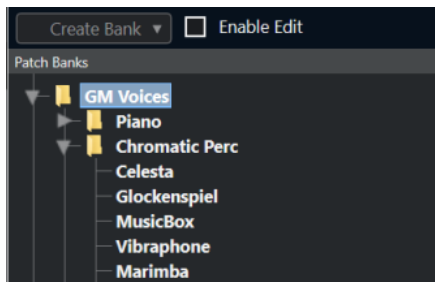 Create Bank
Enable Edit
Patch Banks
GM Voices
Piano
Chromatic Perc
Celesta
Glockenspiel
MusicBox
Vibraphone
Marimba